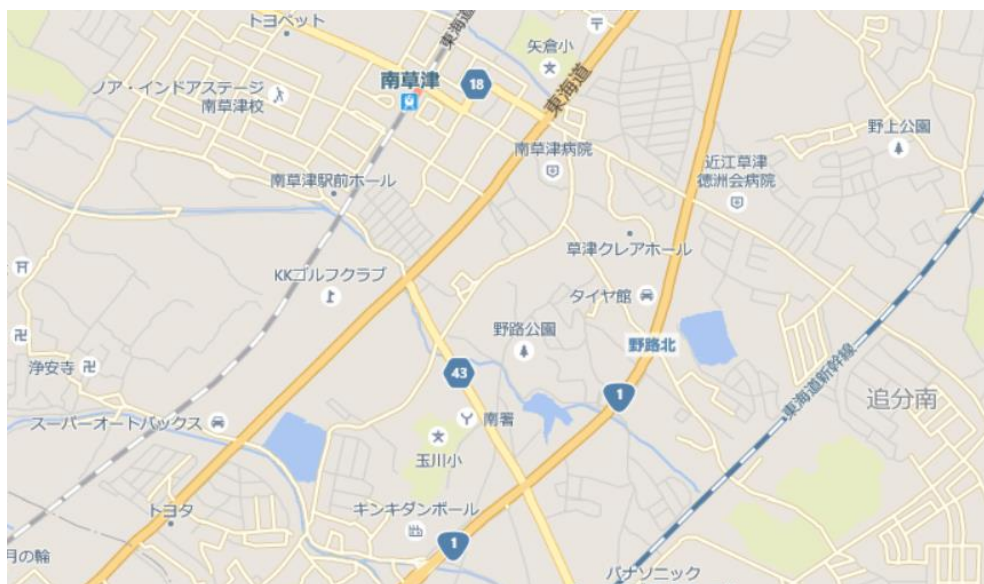 トヨペット
東海道
矢倉小
ノア・インドアステージ
南草津校
南草津
18
東海道
南草津病院
近江草津
徳洲会病院
野上公園
南草津駅前ホール
草津クレアホール
KKゴルフクラブ
タイヤ館
野路公園
野路北
浄安寺
43
1
東海道新幹線
追分南
スーパーオートバックス
南署
玉川小
トヨタ
キンキダンボール
1
月の輪
パナソニック